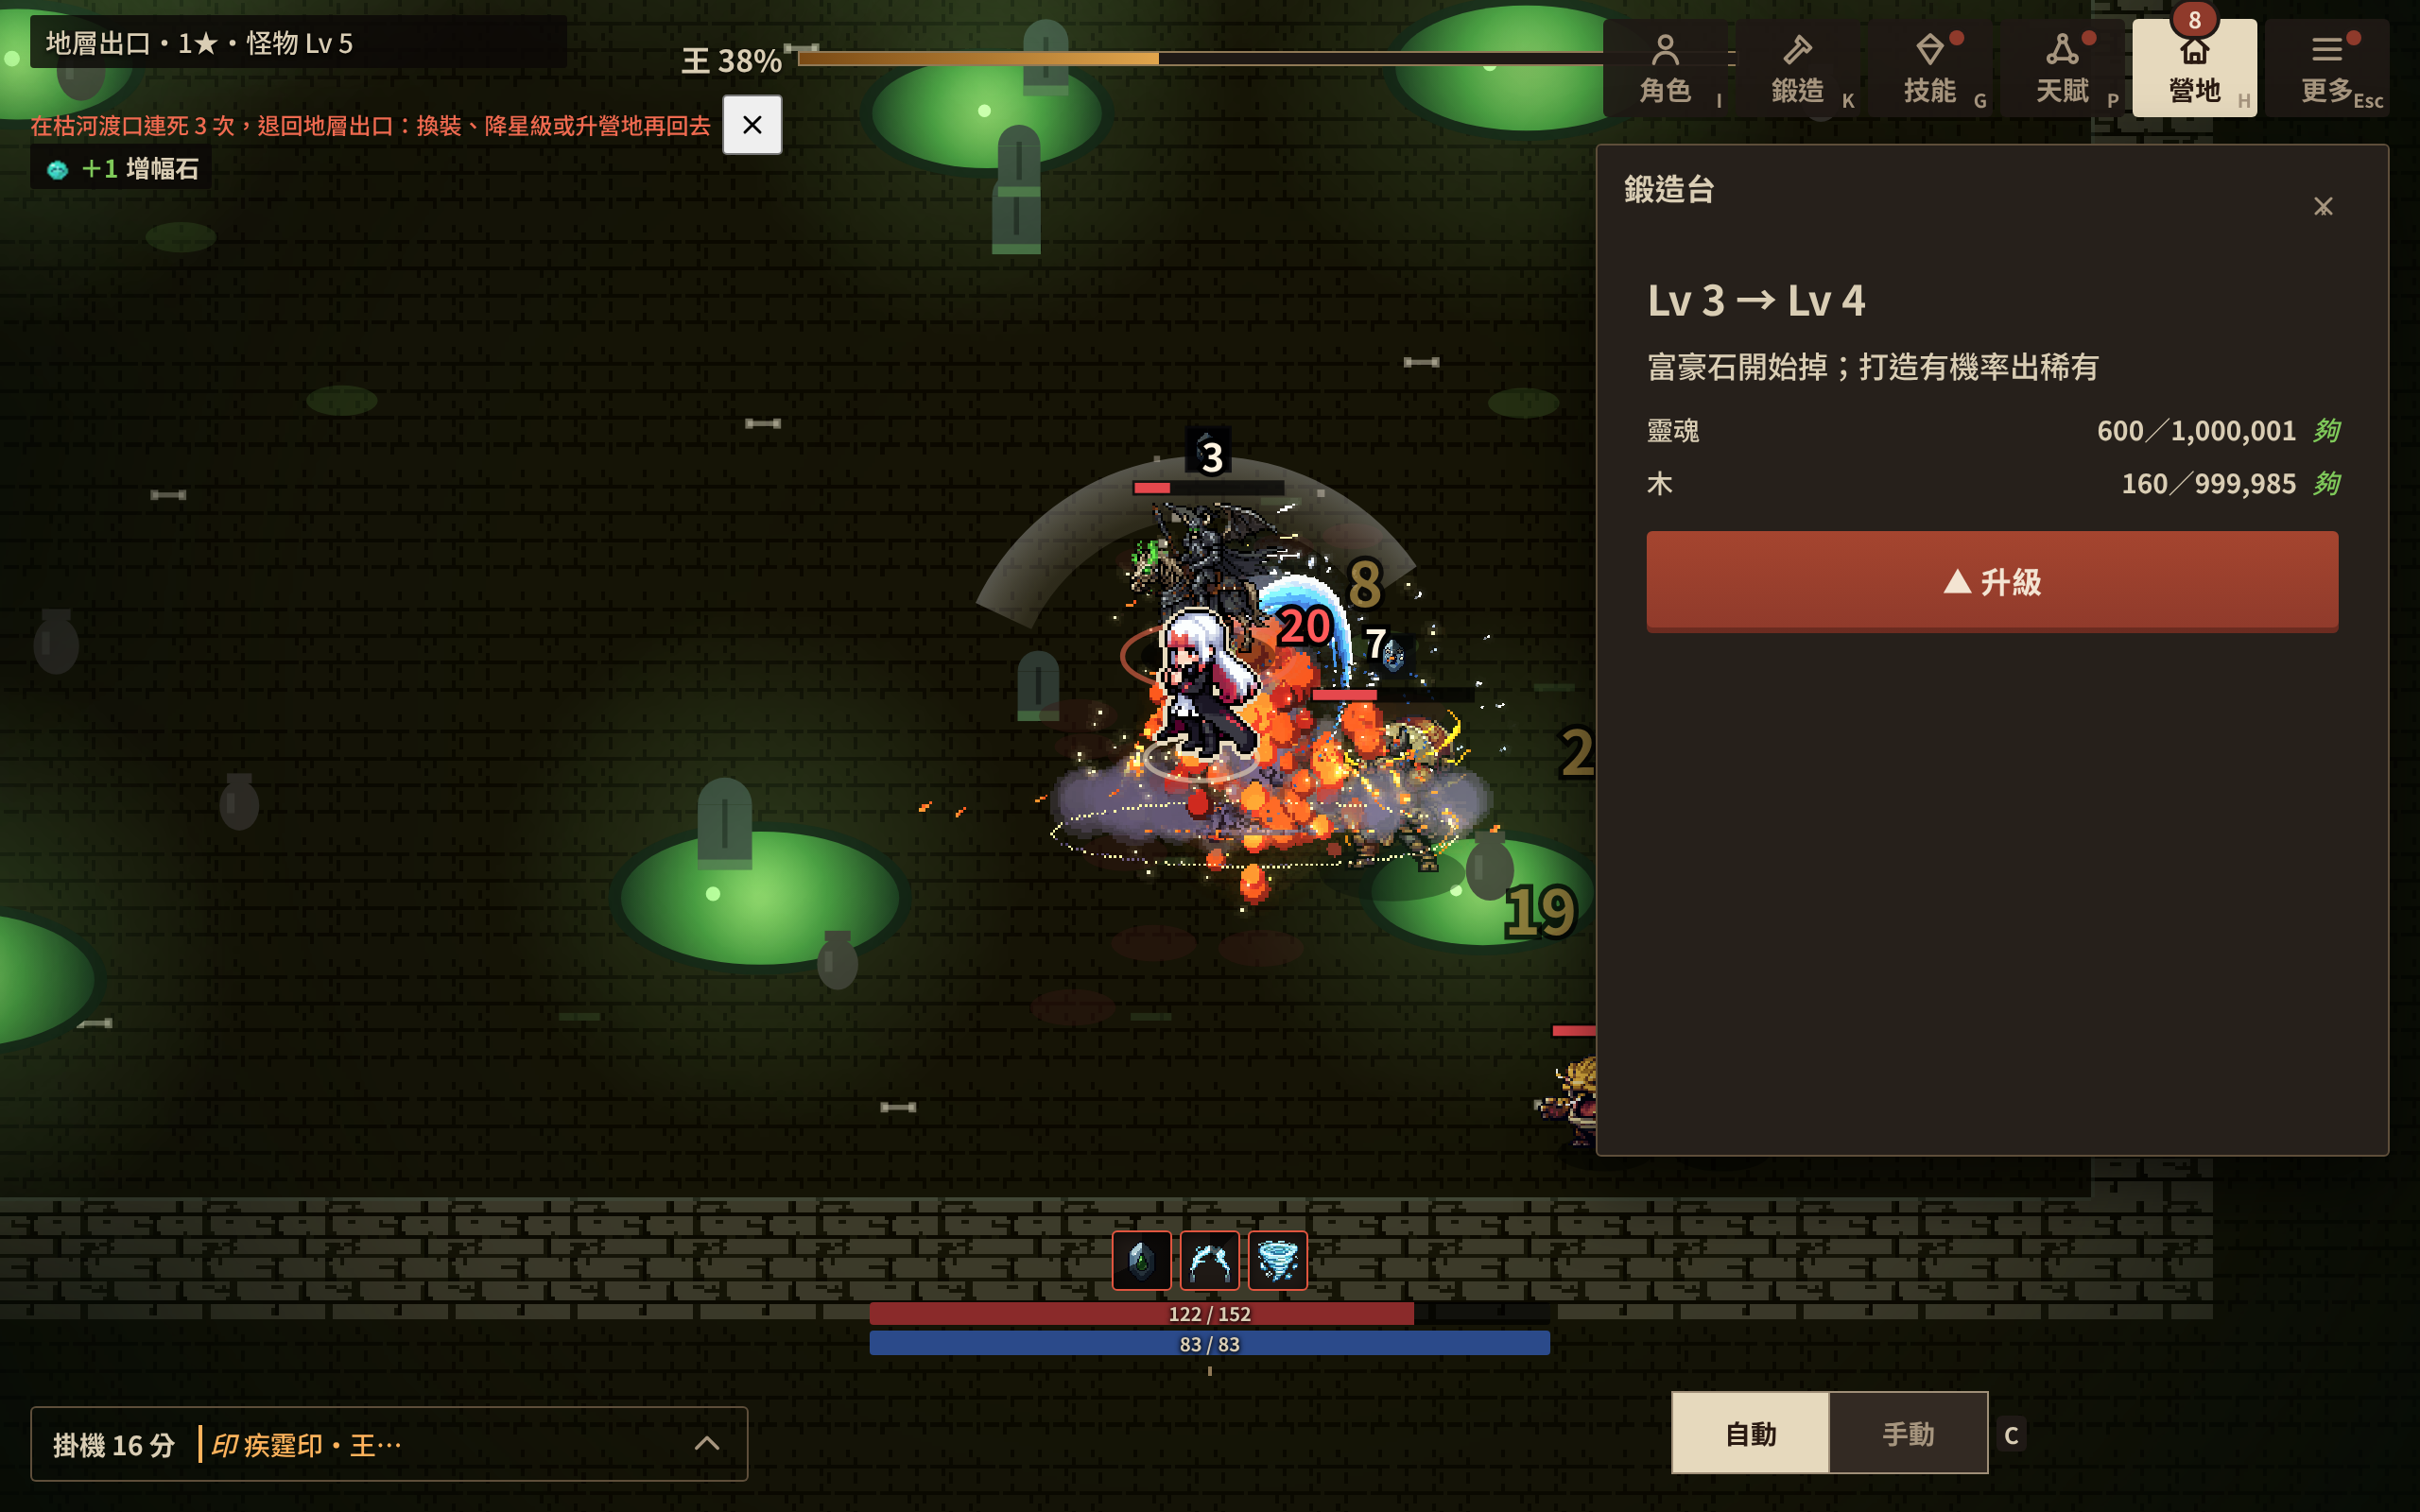 地層出口・1★・怪物 Lv 5
王 38%
在枯河渡口連死 3 次，退回地層出口：換裝、降星級或升營地再回去
+1 增幅石
角色 I
鍛造 K
技能 G
天賦 P
8
營地 H
更多 Esc
鍛造台
Lv 3 → Lv 4
富豪石開始掉；打造有機率出稀有
靈魂 600／1,000,001 夠
木 160／999,985 夠
▲ 升級
3
8
20
7
2
19
122 / 152
83 / 83
掛機 16 分 印 疾霆印・王…
自動 手動 C